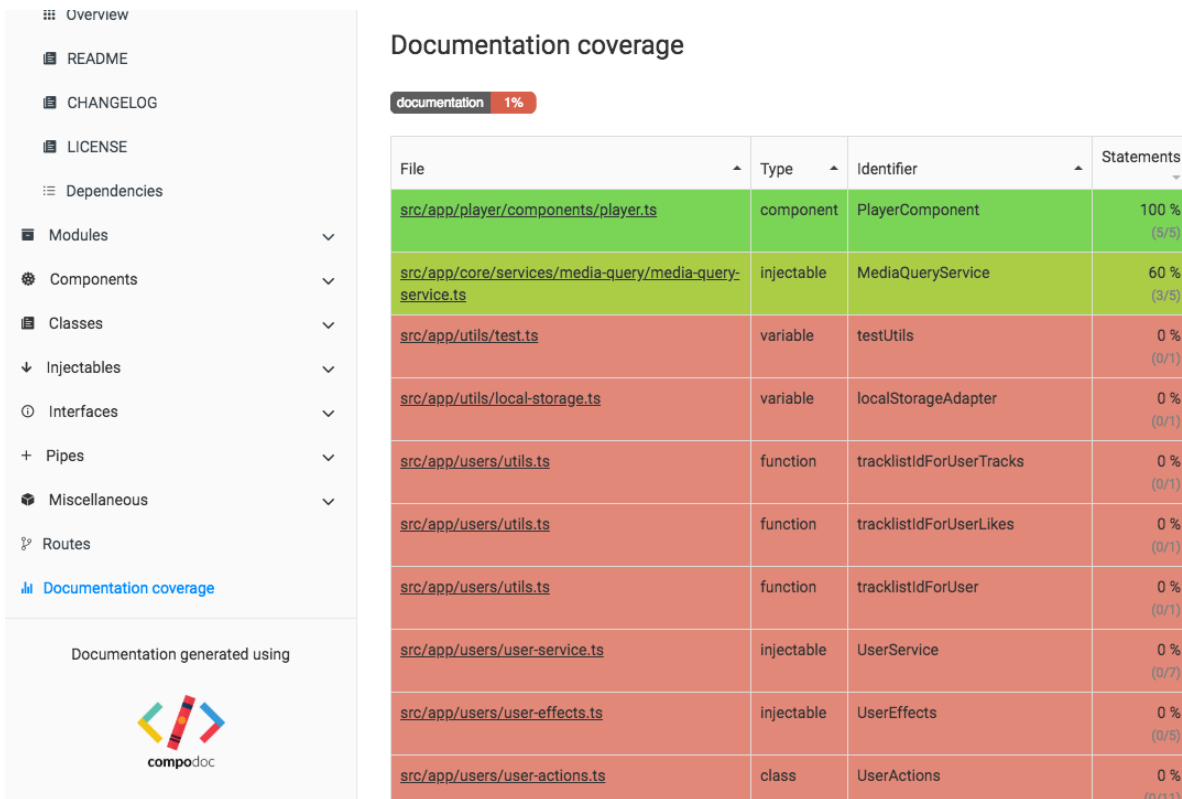 Overview
README
CHANGELOG
LICENSE
Dependencies
Modules
Components
Classes
Injectables
Interfaces
Pipes
Miscellaneous
Routes
Documentation coverage
Documentation generated using
compodoc
Documentation coverage
documentation 1%
File Type Identifier Statements
src/app/player/components/player.ts component PlayerComponent 100 %
(5/5)
src/app/core/services/media-query/media-query- injectable MediaQueryService 60 %
service.ts (3/5)
src/app/utils/test.ts variable testUtils 0 %
(0/1)
src/app/utils/local-storage.ts variable localStorageAdapter 0 %
(0/1)
src/app/users/utils.ts function tracklistIdForUserTracks 0 %
(0/1)
src/app/users/utils.ts function tracklistIdForUserLikes 0 %
(0/1)
src/app/users/utils.ts function tracklistIdForUser 0 %
(0/1)
src/app/users/user-service.ts injectable UserService 0 %
(0/7)
src/app/users/user-effects.ts injectable UserEffects 0 %
(0/5)
src/app/users/user-actions.ts class UserActions 0 %
(0/11)